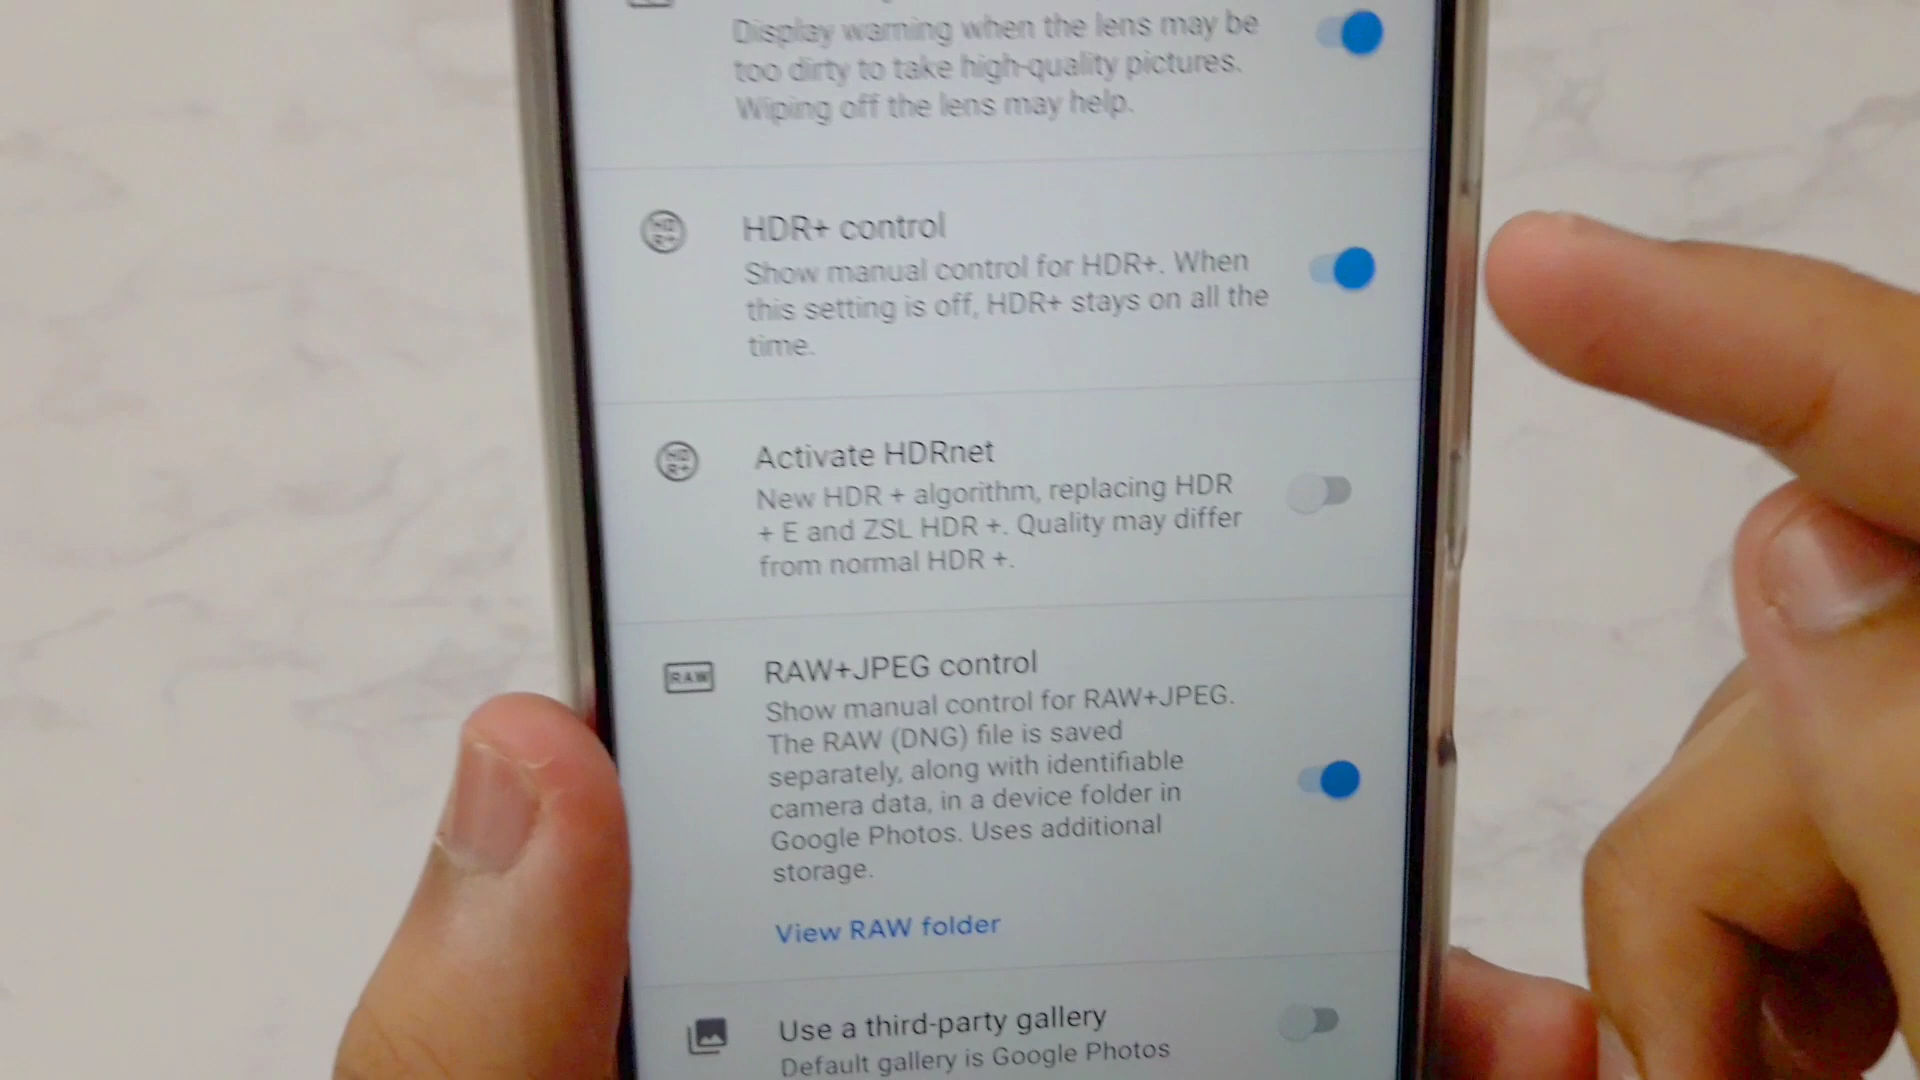 Display warning when the lens may be
too dirty to take high-quality pictures.
Wiping off the lens may help.
HD
R+
HDR+ control
Show manual control for HDR+. When
this setting is off, HDR+ stays on all the
time.
HD
R+
Activate HDRnet
New HDR + algorithm, replacing HDR
+ E and ZSL HDR +. Quality may differ
from normal HDR +.
RAW
RAW+JPEG control
Show manual control for RAW+JPEG.
The RAW (DNG) file is saved
separately, along with identifiable
camera data, in a device folder in
Google Photos. Uses additional
storage.
View RAW folder
Use a third-party gallery
Default gallery is Google Photos